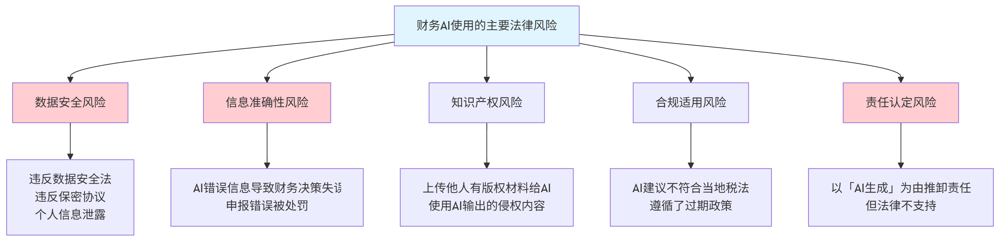 财务AI使用的主要法律风险
数据安全风险
信息准确性风险
知识产权风险
合规适用风险
责任认定风险
违反数据安全法
违反保密协议
个人信息泄露
AI错误信息导致财务决策失误
申报错误被处罚
上传他人有版权材料给AI
使用AI输出的侵权内容
AI建议不符合当地税法
遵循了过期政策
以「AI生成」为由推卸责任
但法律不支持